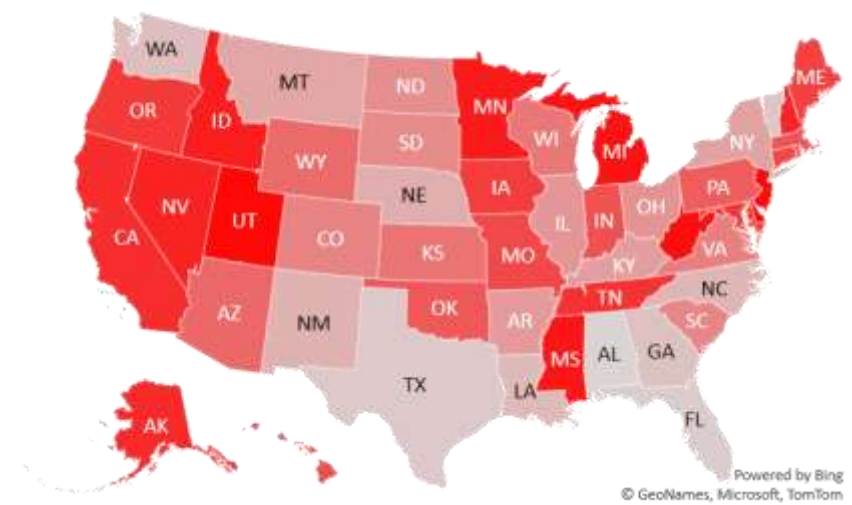 WA
MT
ND
MN
ME
OR
ID
SD
WI
MI
NY
WY
IA
PA
NE
NV
UT
IL
IN
OH
CA
CO
KS
MO
KY
VA
AZ
NM
OK
AR
TN
NC
SC
TX
LA
MS
AL
GA
FL
AK
Powered by Bing
© GeoNames, Microsoft, TomTom